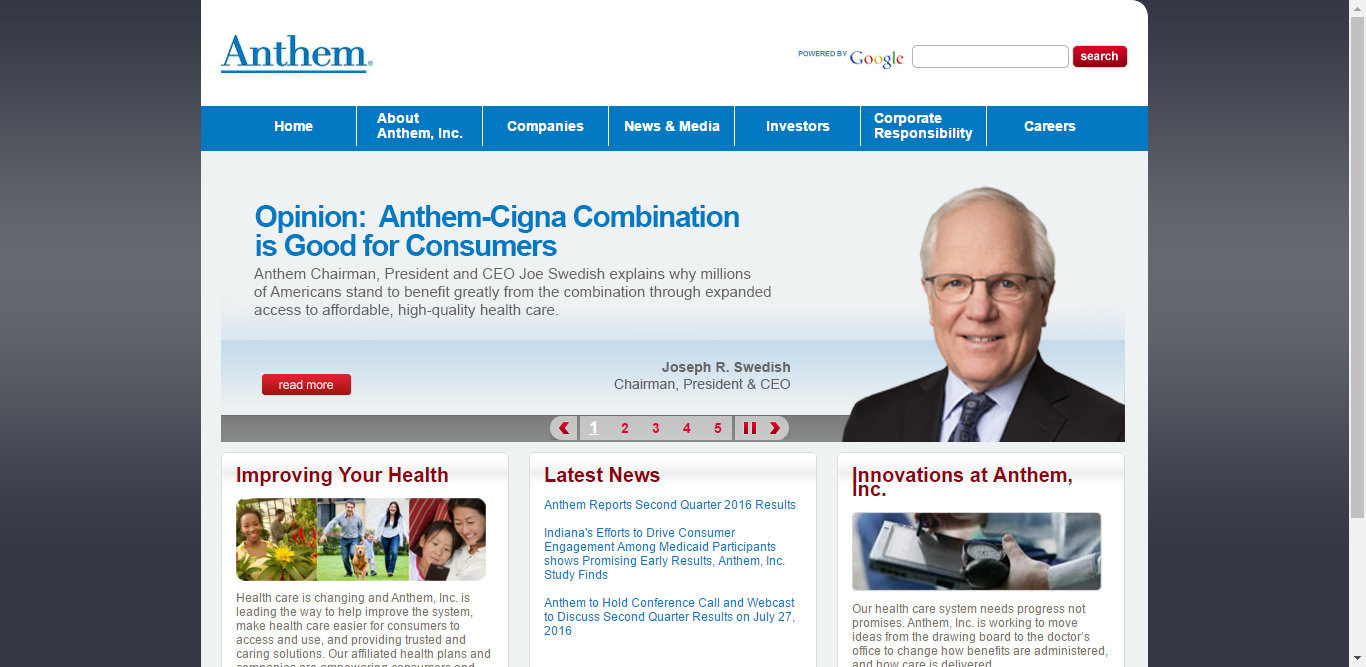 Anthem®
POWERED BY Google
search
Home
About
Anthem, Inc.
Companies
News & Media
Investors
Corporate
Responsibility
Careers
Opinion: Anthem-Cigna Combination
is Good for Consumers
Anthem Chairman, President and CEO Joe Swedish explains why millions
of Americans stand to benefit greatly from the combination through expanded
access to affordable, high-quality health care.
Joseph R. Swedish
Chairman, President & CEO
read more
1 2 3 4 5
Improving Your Health
Health care is changing and Anthem, Inc. is
leading the way to help improve the system,
make health care easier for consumers to
access and use, and providing trusted and
caring solutions. Our affiliated health plans and
companies are empowering consumers and
Latest News
Anthem Reports Second Quarter 2016 Results
Indiana's Efforts to Drive Consumer
Engagement Among Medicaid Participants
shows Promising Early Results, Anthem, Inc.
Study Finds
Anthem to Hold Conference Call and Webcast
to Discuss Second Quarter Results on July 27,
2016
Innovations at Anthem,
Inc.
Our health care system needs progress not
promises. Anthem, Inc. is working to move
ideas from the drawing board to the doctor's
office to change how benefits are administered,
and how care is delivered.